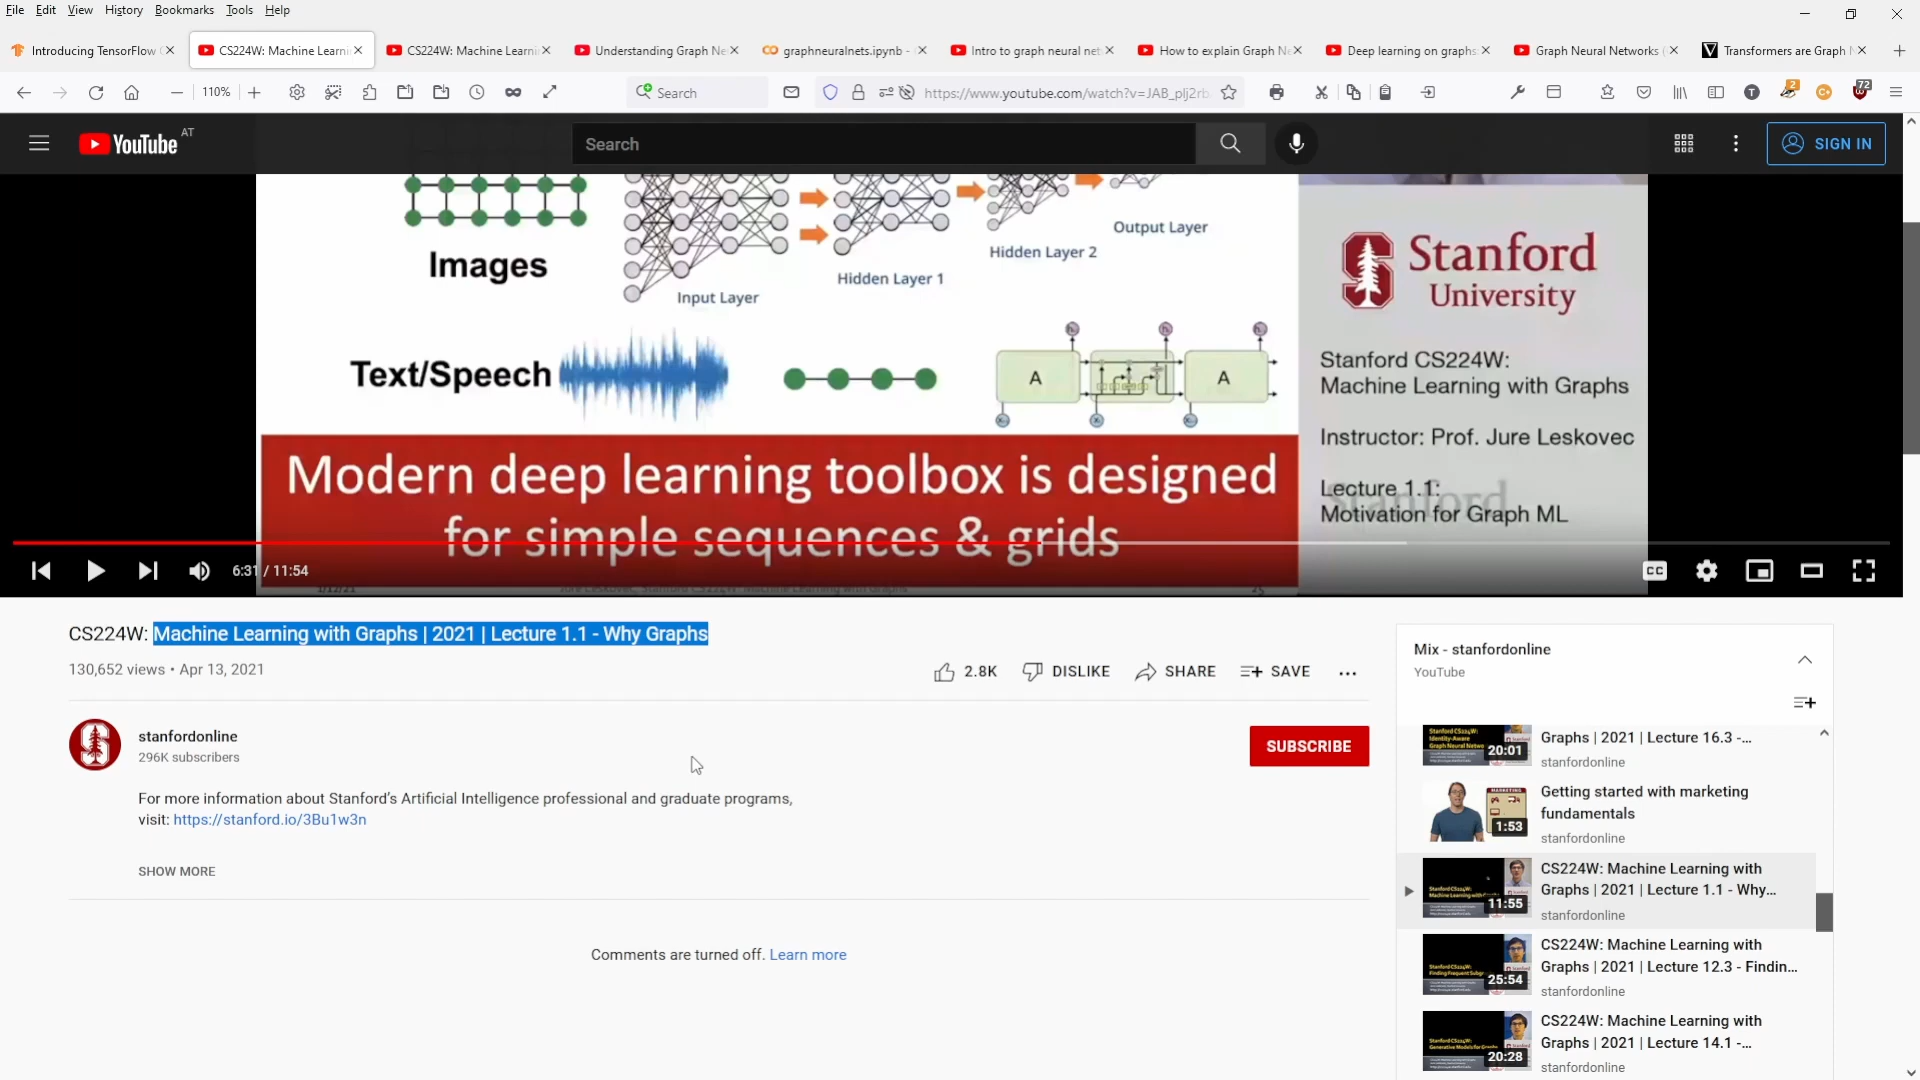 File Edit View History Bookmarks Tools Help
Introducing TensorFlow
CS224W: Machine Learni
CS224W: Machine Learni
Understanding Graph Ne
graphneuralnets.ipynb -
Intro to graph neural net
How to explain Graph N
Deep learning on graphs
Graph Neural Networks
Transformers are Graph
110%
Search
https://www.youtube.com/watch?v=JAB_plj2rb
2
72
YouTube AT
Search
SIGN IN
Images
Input Layer
Hidden Layer 1
Hidden Layer 2
Output Layer
Text/Speech
A
A
Modern deep learning toolbox is designed
for simple sequences & grids
Stanford
University
Stanford CS224W:
Machine Learning with Graphs
Instructor: Prof. Jure Leskovec
Lecture 1.1:
Motivation for Graph ML
Stanford
6:31 / 11:54
CC
CS224W: Machine Learning with Graphs | 2021 | Lecture 1.1 - Why Graphs
130,652 views • Apr 13, 2021
2.8K
DISLIKE
SHARE
SAVE
stanfordonline
296K subscribers
SUBSCRIBE
For more information about Stanford's Artificial Intelligence professional and graduate programs,
visit: https://stanford.io/3Bu1w3n
SHOW MORE
Comments are turned off. Learn more
Mix - stanfordonline
YouTube
20:01
Graphs | 2021 | Lecture 16.3 -...
stanfordonline
1:53
Getting started with marketing
fundamentals
stanfordonline
11:55
CS224W: Machine Learning with
Graphs | 2021 | Lecture 1.1 - Why...
stanfordonline
25:54
CS224W: Machine Learning with
Graphs | 2021 | Lecture 12.3 - Findin...
stanfordonline
20:28
CS224W: Machine Learning with
Graphs | 2021 | Lecture 14.1 -...
stanfordonline